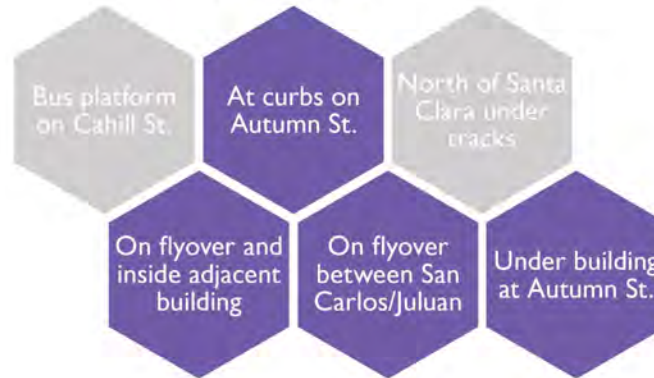 Bus platform
on Cahill St.
At curbs on
Autumn St.
North of Santa
Clara under
tracks
On flyover and
inside adjacent
building
On flyover
between San
Carlos/Juluan
Under building
at Autumn St.